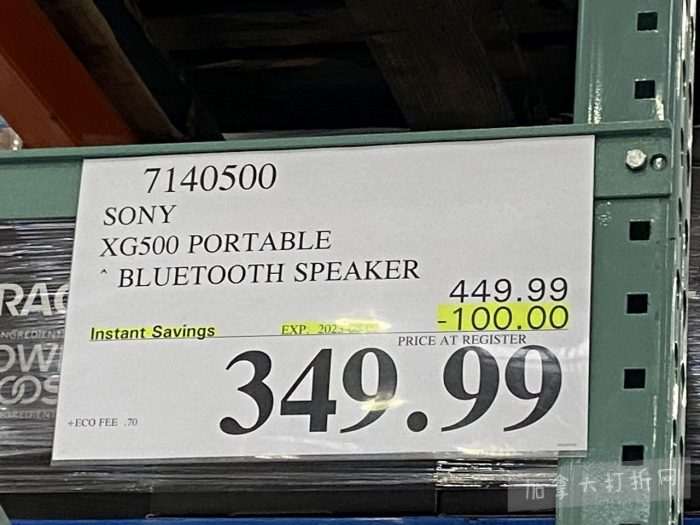 7140500
SONY
XG500 PORTABLE
^ BLUETOOTH SPEAKER
449.99
Instant Savings EXP. -100.00
PRICE AT REGISTER
349.99
+ECO FEE .70
加拿大打折网